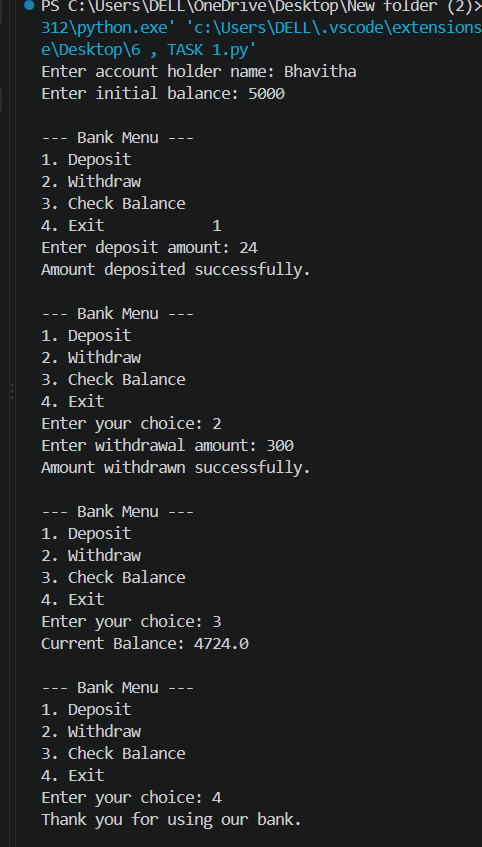 PS C:\Users\DELL\OneDrive\Desktop\New folder (2)>
312\python.exe' 'c:\Users\DELL\.vscode\extensions
e\Desktop\6 , TASK 1.py'
Enter account holder name: Bhavitha
Enter initial balance: 5000

--- Bank Menu ---
1. Deposit
2. Withdraw
3. Check Balance
4. Exit            1
Enter deposit amount: 24
Amount deposited successfully.

--- Bank Menu ---
1. Deposit
2. Withdraw
3. Check Balance
4. Exit
Enter your choice: 2
Enter withdrawal amount: 300
Amount withdrawn successfully.

--- Bank Menu ---
1. Deposit
2. Withdraw
3. Check Balance
4. Exit
Enter your choice: 3
Current Balance: 4724.0

--- Bank Menu ---
1. Deposit
2. Withdraw
3. Check Balance
4. Exit
Enter your choice: 4
Thank you for using our bank.